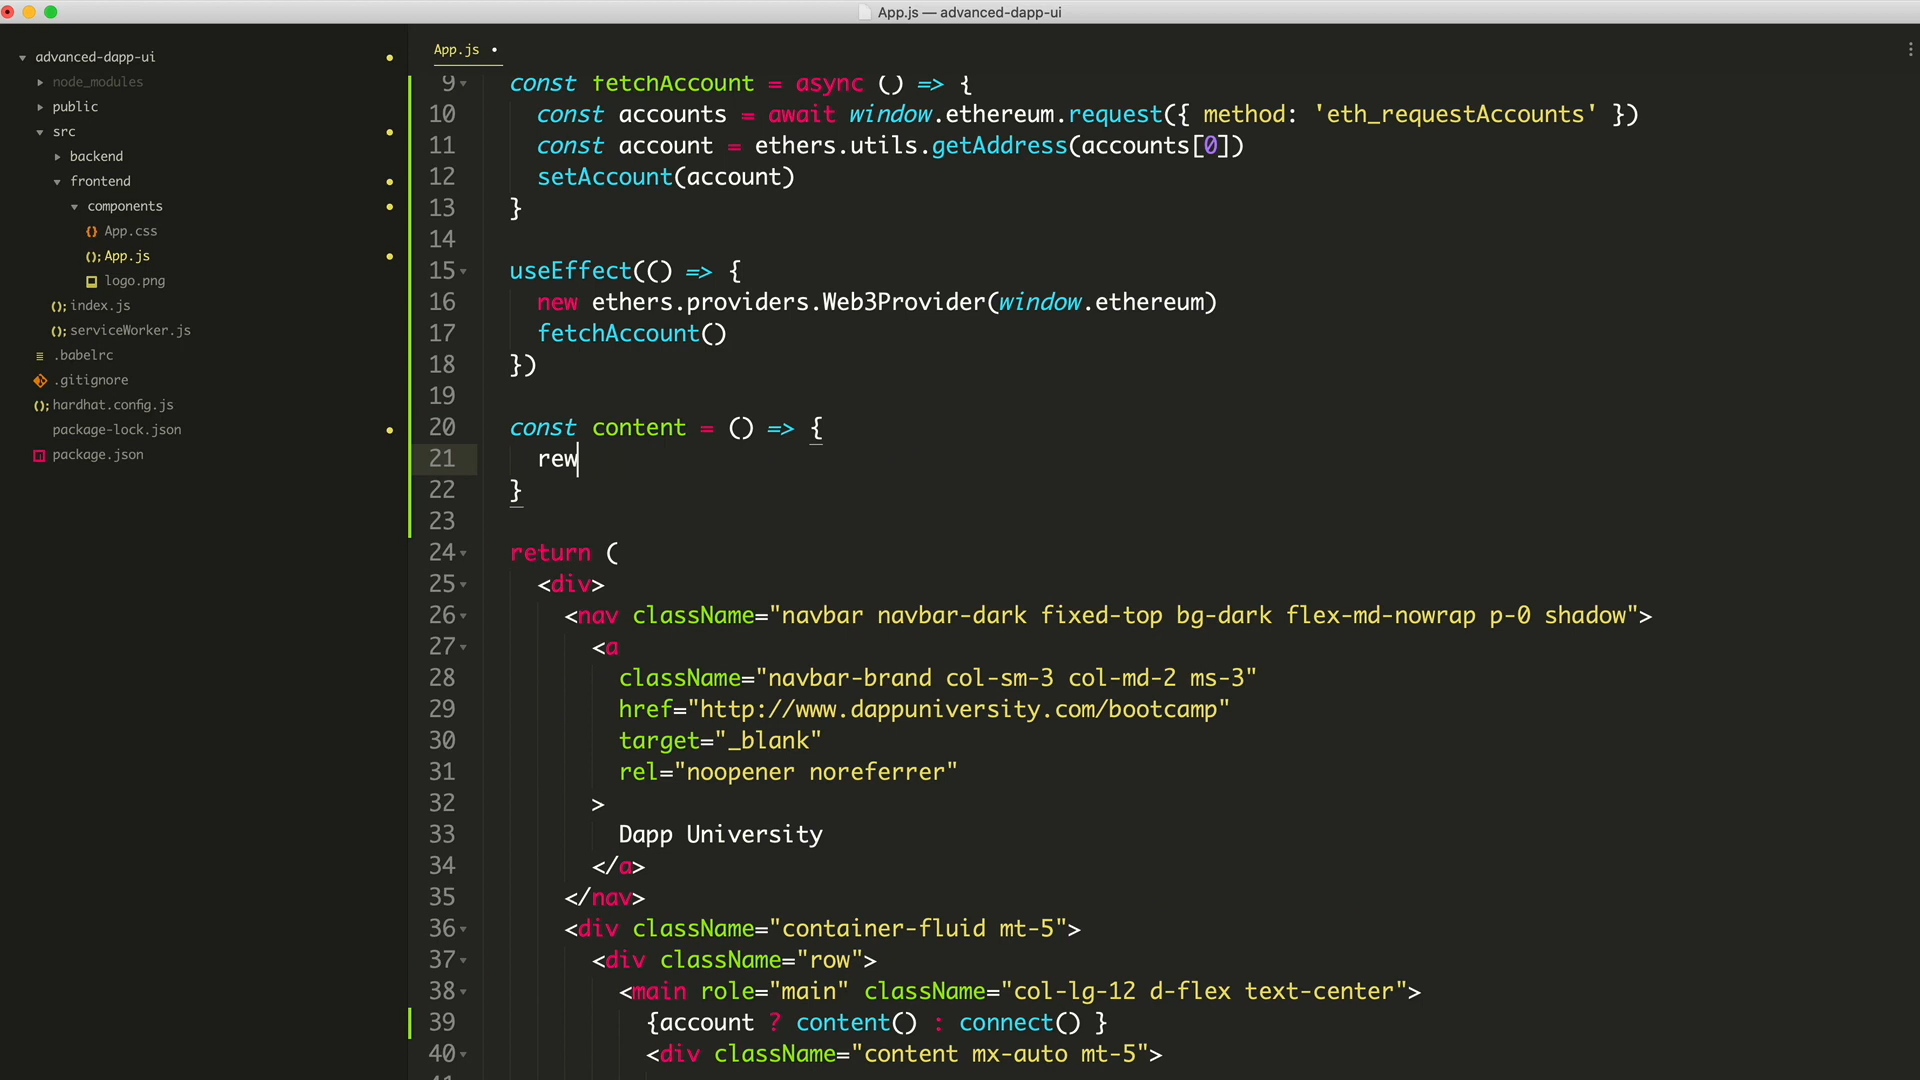 App.js — advanced-dapp-ui
advanced-dapp-ui
node_modules
public
src
backend
frontend
components
App.css
App.js
logo.png
index.js
serviceWorker.js
.babelrc
.gitignore
hardhat.config.js
package-lock.json
package.json
App.js
9 const fetchAccount = async () => {
10 const accounts = await window.ethereum.request({ method: 'eth_requestAccounts' })
11 const account = ethers.utils.getAddress(accounts[0])
12 setAccount(account)
13 }
14
15 useEffect(() => {
16 new ethers.providers.Web3Provider(window.ethereum)
17 fetchAccount()
18 })
19
20 const content = () => {
21 rew
22 }
23
24 return (
25 <div>
26 <nav className="navbar navbar-dark fixed-top bg-dark flex-md-nowrap p-0 shadow">
27 <a
28 className="navbar-brand col-sm-3 col-md-2 ms-3"
29 href="http://www.dappuniversity.com/bootcamp"
30 target="_blank"
31 rel="noopener noreferrer"
32 >
33 Dapp University
34 </a>
35 </nav>
36 <div className="container-fluid mt-5">
37 <div className="row">
38 <main role="main" className="col-lg-12 d-flex text-center">
39 {account ? content() : connect() }
40 <div className="content mx-auto mt-5">